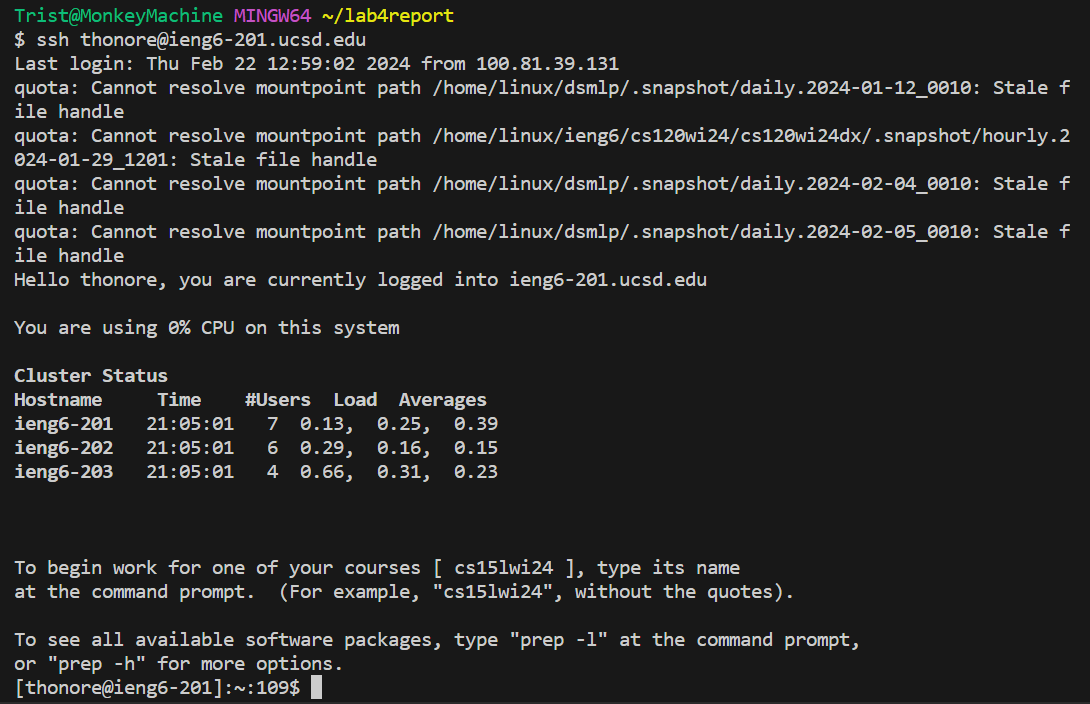 Trist@MonkeyMachine MINGW64 ~/lab4report
$ ssh thonore@ieng6-201.ucsd.edu
Last login: Thu Feb 22 12:59:02 2024 from 100.81.39.131
quota: Cannot resolve mountpoint path /home/linux/dsmlp/.snapshot/daily.2024-01-12_0010: Stale f
ile handle
quota: Cannot resolve mountpoint path /home/linux/ieng6/cs120wi24/cs120wi24dx/.snapshot/hourly.2
024-01-29_1201: Stale file handle
quota: Cannot resolve mountpoint path /home/linux/dsmlp/.snapshot/daily.2024-02-04_0010: Stale f
ile handle
quota: Cannot resolve mountpoint path /home/linux/dsmlp/.snapshot/daily.2024-02-05_0010: Stale f
ile handle
Hello thonore, you are currently logged into ieng6-201.ucsd.edu

You are using 0% CPU on this system

Cluster Status
Hostname     Time    #Users  Load  Averages
ieng6-201   21:05:01   7  0.13,  0.25,  0.39
ieng6-202   21:05:01   6  0.29,  0.16,  0.15
ieng6-203   21:05:01   4  0.66,  0.31,  0.23

To begin work for one of your courses [ cs15lwi24 ], type its name
at the command prompt.  (For example, "cs15lwi24", without the quotes).

To see all available software packages, type "prep -l" at the command prompt,
or "prep -h" for more options.
[thonore@ieng6-201]:~:109$